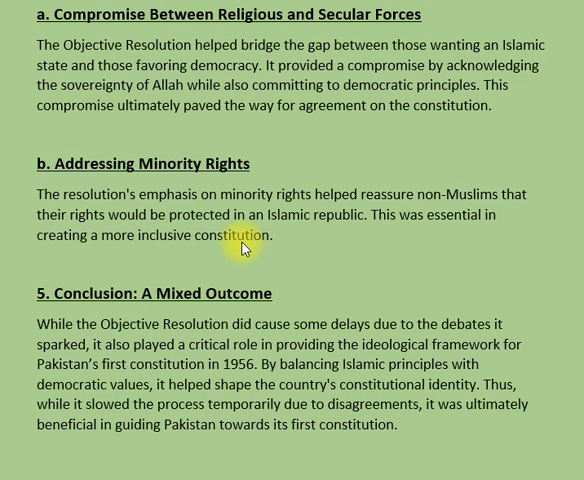 a. Compromise Between Religious and Secular Forces
The Objective Resolution helped bridge the gap between those wanting an Islamic
state and those favoring democracy. It provided a compromise by acknowledging
the sovereignty of Allah while also committing to democratic principles. This
compromise ultimately paved the way for agreement on the constitution.
b. Addressing Minority Rights
The resolution's emphasis on minority rights helped reassure non-Muslims that
their rights would be protected in an Islamic republic. This was essential in
creating a more inclusive constitution.
5. Conclusion: A Mixed Outcome
While the Objective Resolution did cause some delays due to the debates it
sparked, it also played a critical role in providing the ideological framework for
Pakistan’s first constitution in 1956. By balancing Islamic principles with
democratic values, it helped shape the country's constitutional identity. Thus,
while it slowed the process temporarily due to disagreements, it was ultimately
beneficial in guiding Pakistan towards its first constitution.